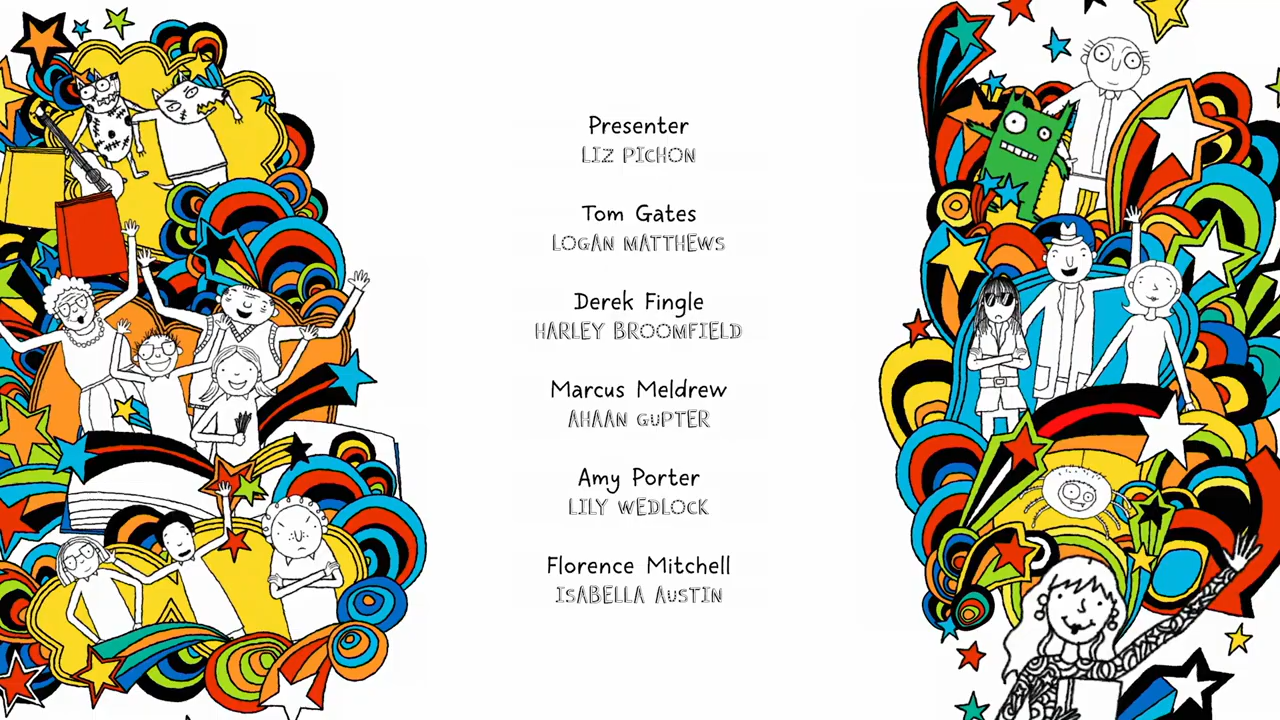 Presenter
LIZ PICHON
Tom Gates
LOGAN MATTHEWS
Derek Fingle
HARLEY BROOMFIELD
Marcus Meldrew
AHAAN GUPTER
Amy Porter
LILY WEDLOCK
Florence Mitchell
ISABELLA AUSTIN